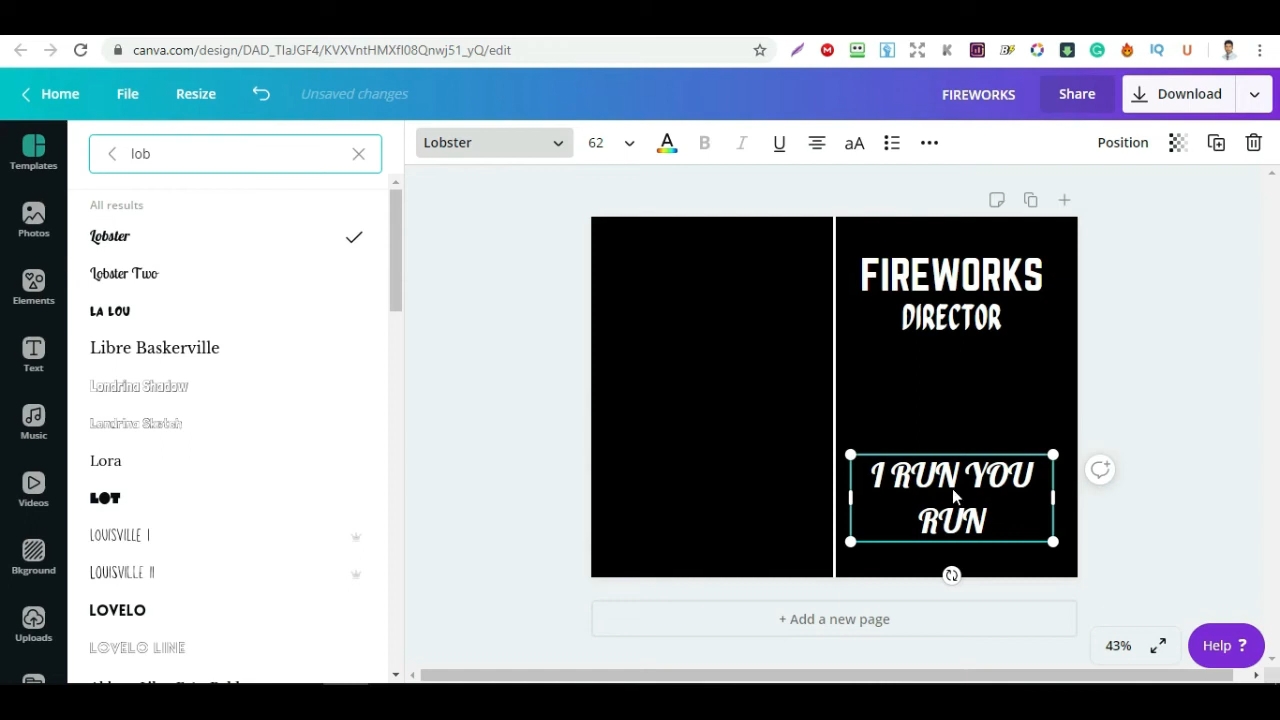 canva.com/design/DAD_TIaJGF4/KVXVntHMXfI08Qnwj51_yQ/edit
Home
File
Resize
Unsaved changes
FIREWORKS
Share
Download
Templates
Photos
Elements
Text
Music
Videos
Bkground
Uploads
lob
All results
Lobster
Lobster Two
LA LOU
Libre Baskerville
Londrina Shadow
Londrina Sketch
Lora
LOT
LOUISVILLE I
LOUISVILLE II
LOVELO
LOVELO LINE
Lobster
62
A
B
I
U
aA
Position
FIREWORKS
DIRECTOR
I RUN YOU
RUN
+ Add a new page
43%
Help ?